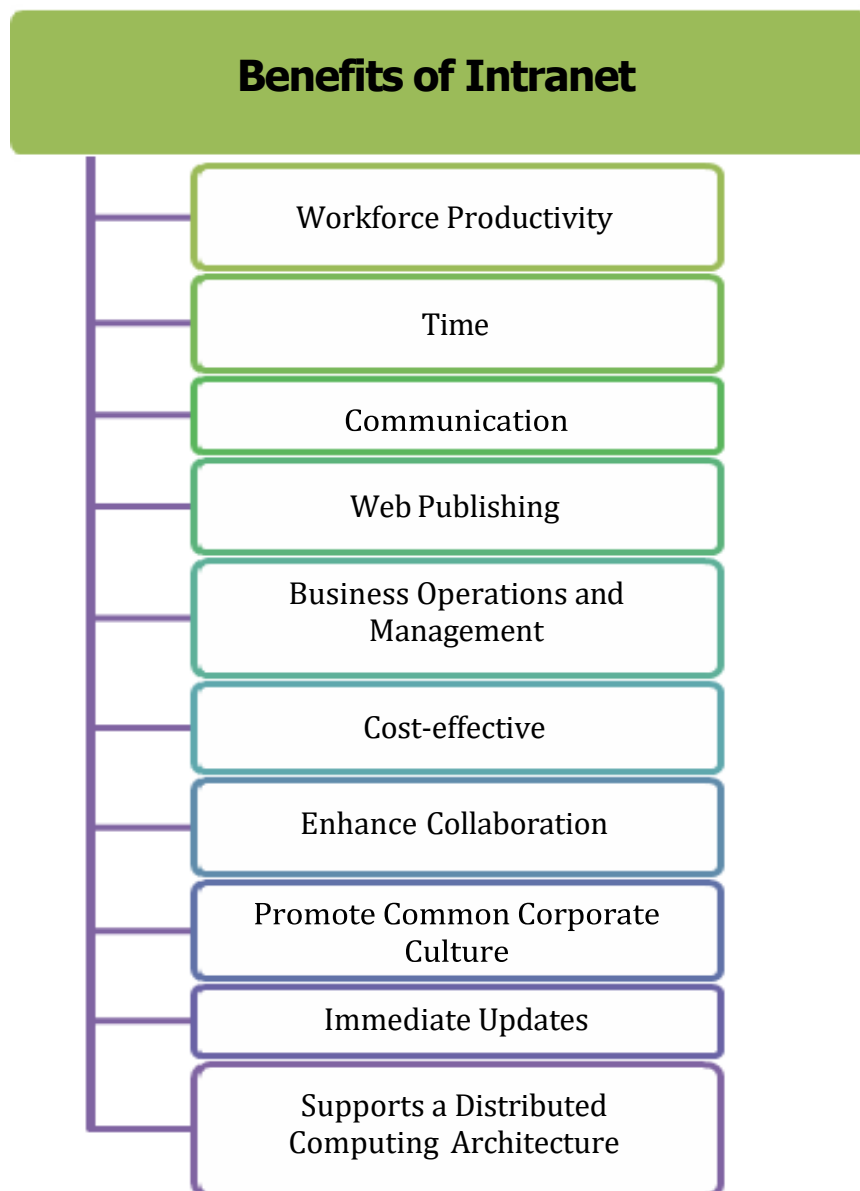 Benefits of Intranet
Workforce Productivity
Time
Communication
Web Publishing
Business Operations and
Management
Cost-effective
Enhance Collaboration
Promote Common Corporate
Culture
Immediate Updates
Supports a Distributed
Computing Architecture